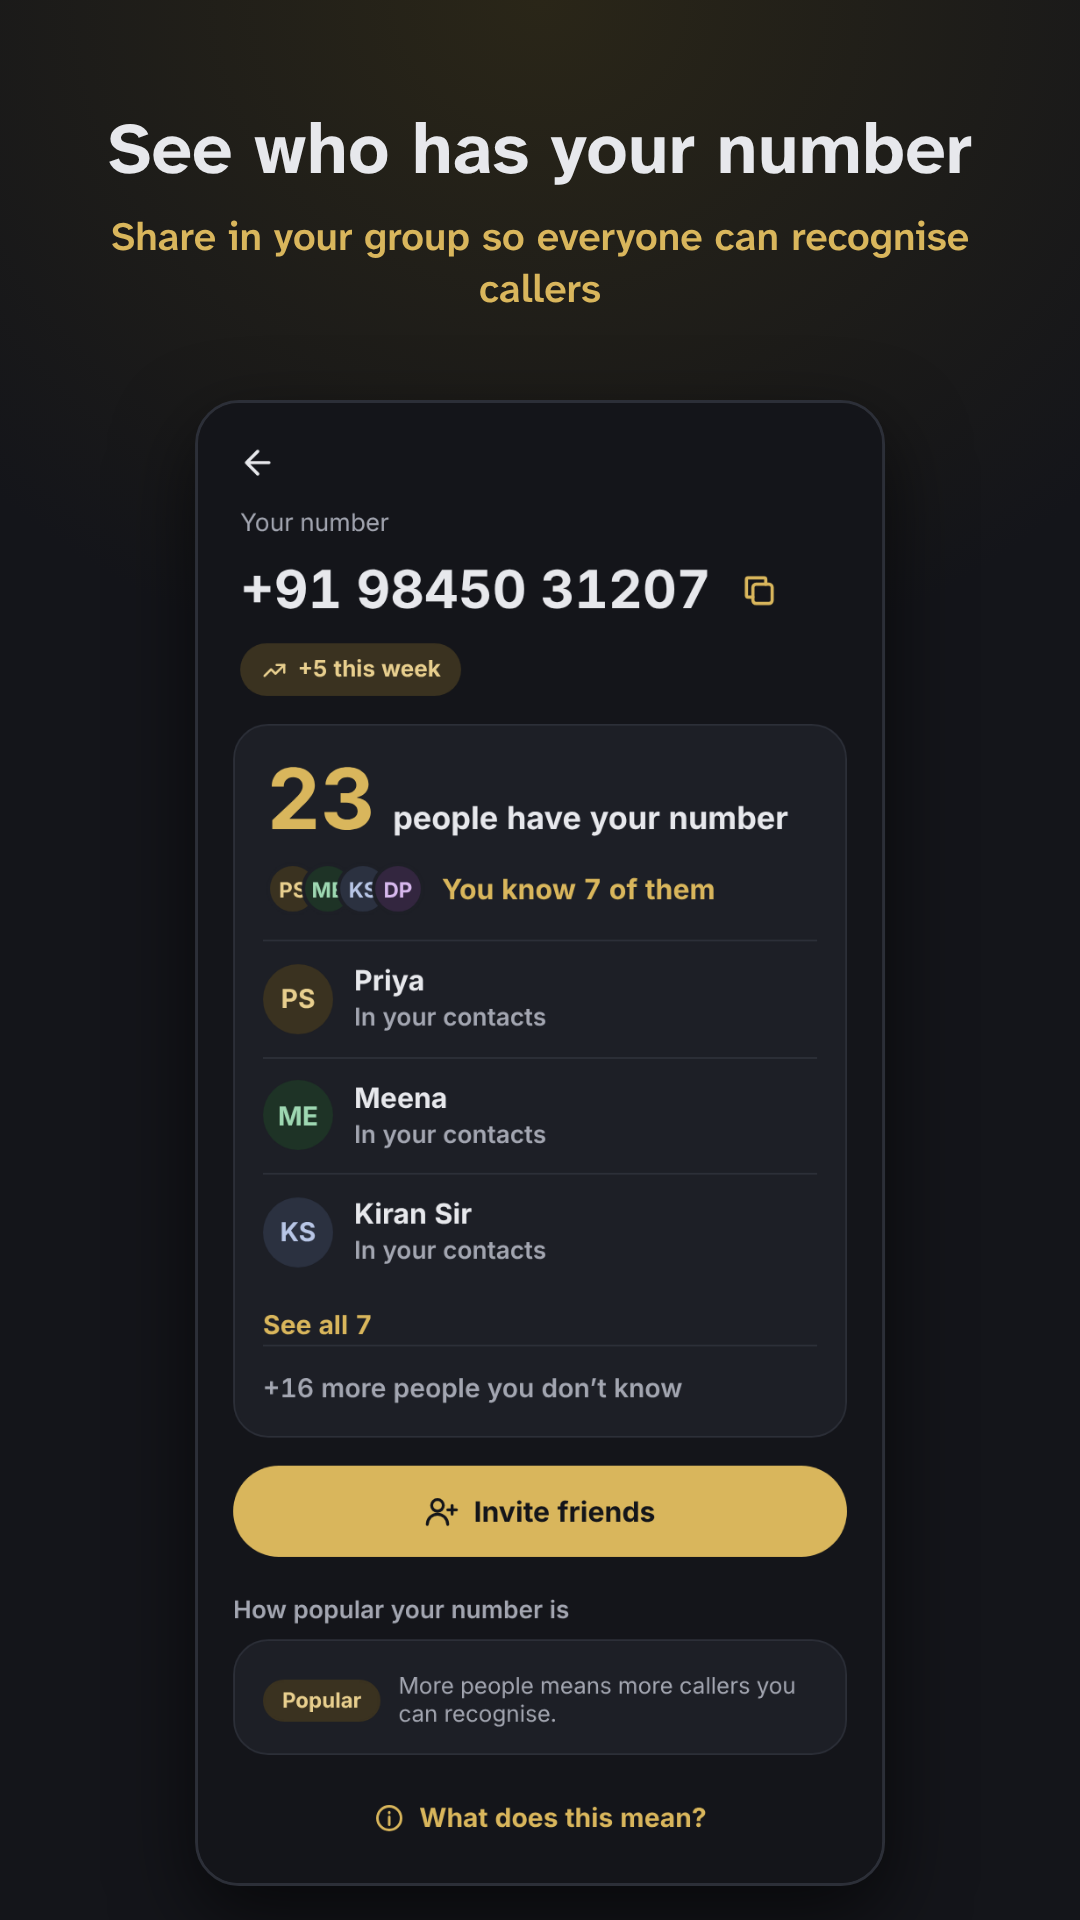 See who has your number
Share in your group so everyone can recognise
callers
Your number
+91 98450 31207
+5 this week
23 people have your number
PS ME KS DP You know 7 of them
PS
Priya
In your contacts
ME
Meena
In your contacts
KS
Kiran Sir
In your contacts
See all 7
+16 more people you don’t know
Invite friends
How popular your number is
Popular
More people means more callers you
can recognise.
What does this mean?